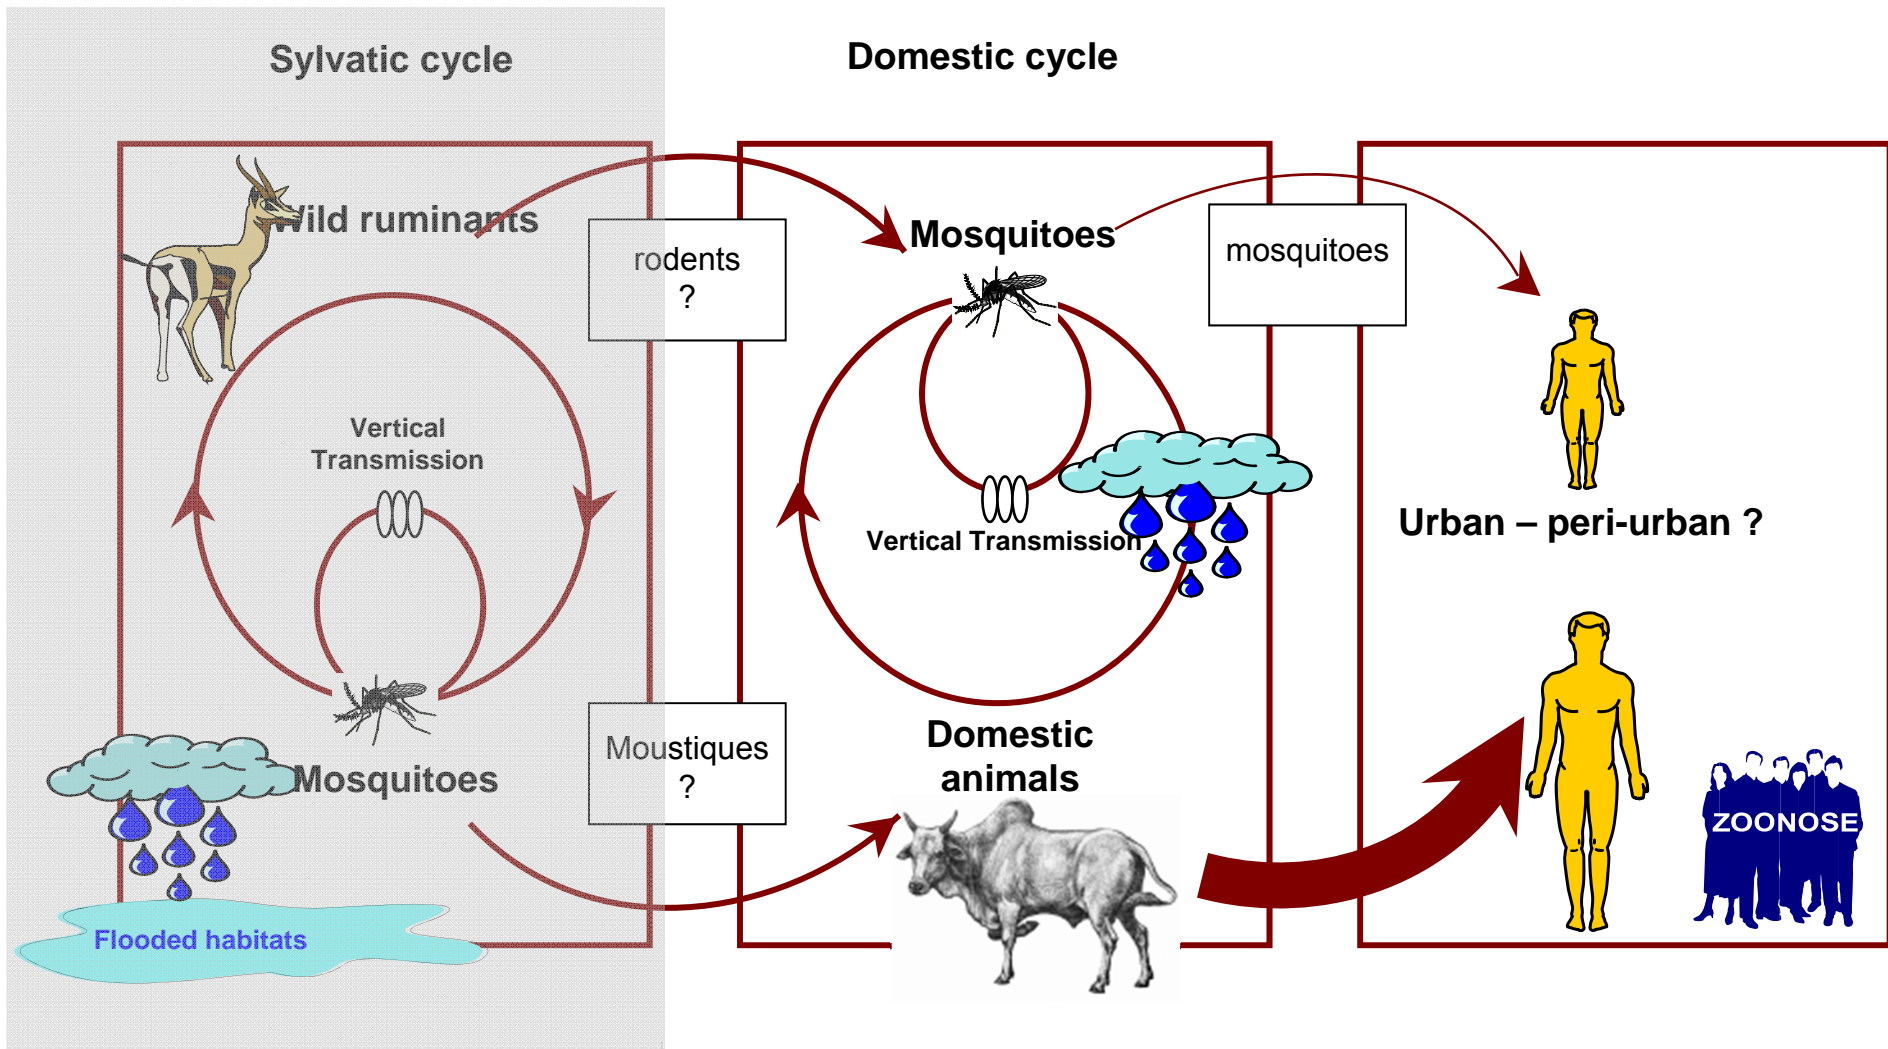 Sylvatic cycle
Domestic cycle
Wild ruminants
rodents
?
Mosquitoes
mosquitoes
Vertical
Transmission
Vertical Transmission
Urban – peri-urban ?
Mosquitoes
Moustiques
?
Domestic
animals
ZOONOSE
Flooded habitats